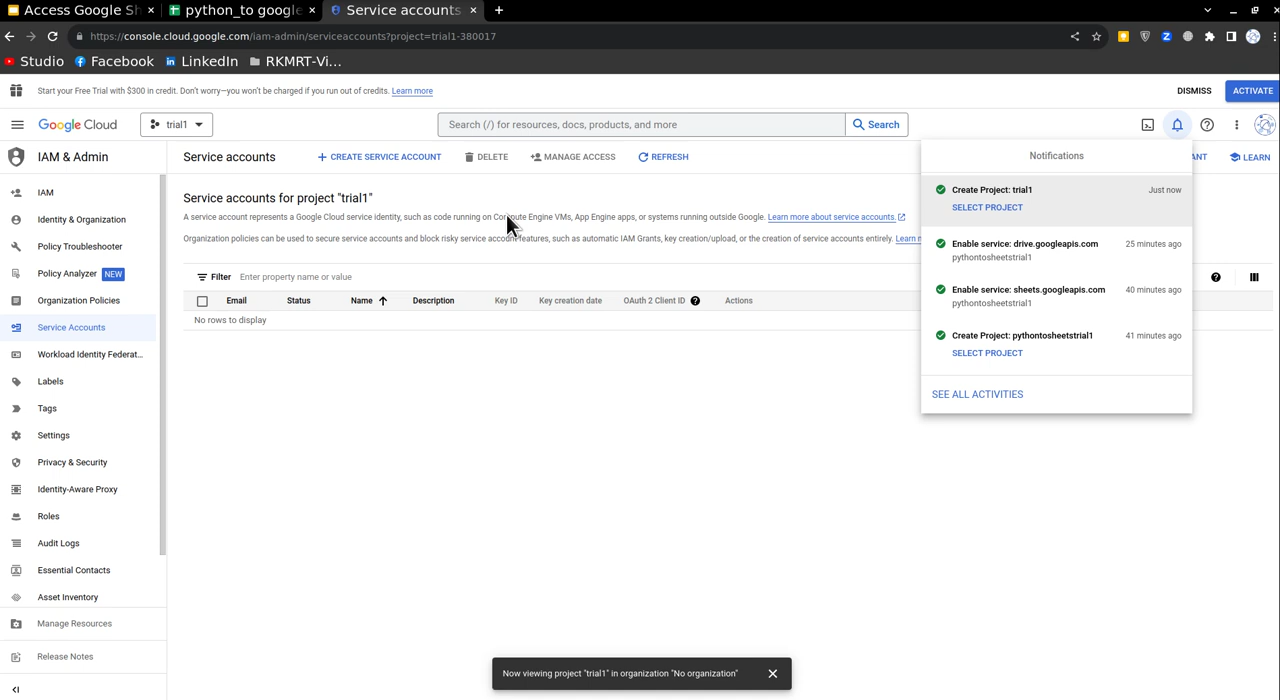 Access Google Sh
python_to google
Service accounts
https://console.cloud.google.com/iam-admin/serviceaccounts?project=trial1-380017
Studio Facebook LinkedIn RKMRT-Vi...
Start your Free Trial with $300 in credit. Don't worry—you won't be charged if you run out of credits. Learn more
DISMISS ACTIVATE
Google Cloud trial1 Search (/) for resources, docs, products, and more Search
IAM & Admin
Service accounts CREATE SERVICE ACCOUNT DELETE MANAGE ACCESS REFRESH LEARN
IAM
Identity & Organization
Policy Troubleshooter
Policy Analyzer NEW
Organization Policies
Service Accounts
Workload Identity Federat...
Labels
Tags
Settings
Privacy & Security
Identity-Aware Proxy
Roles
Audit Logs
Essential Contacts
Asset Inventory
Manage Resources
Release Notes
Service accounts for project "trial1"
A service account represents a Google Cloud service identity, such as code running on Compute Engine VMs, App Engine apps, or systems running outside Google. Learn more about service accounts.
Organization policies can be used to secure service accounts and block risky service account features, such as automatic IAM Grants, key creation/upload, or the creation of service accounts entirely. Learn
Filter Enter property name or value
Email Status Name Description Key ID Key creation date OAuth 2 Client ID Actions
No rows to display
Notifications
Create Project: trial1 Just now
SELECT PROJECT
Enable service: drive.googleapis.com 25 minutes ago
pythontosheetstrial1
Enable service: sheets.googleapis.com 40 minutes ago
pythontosheetstrial1
Create Project: pythontosheetstrial1 41 minutes ago
SELECT PROJECT
SEE ALL ACTIVITIES
Now viewing project "trial1" in organization "No organization"